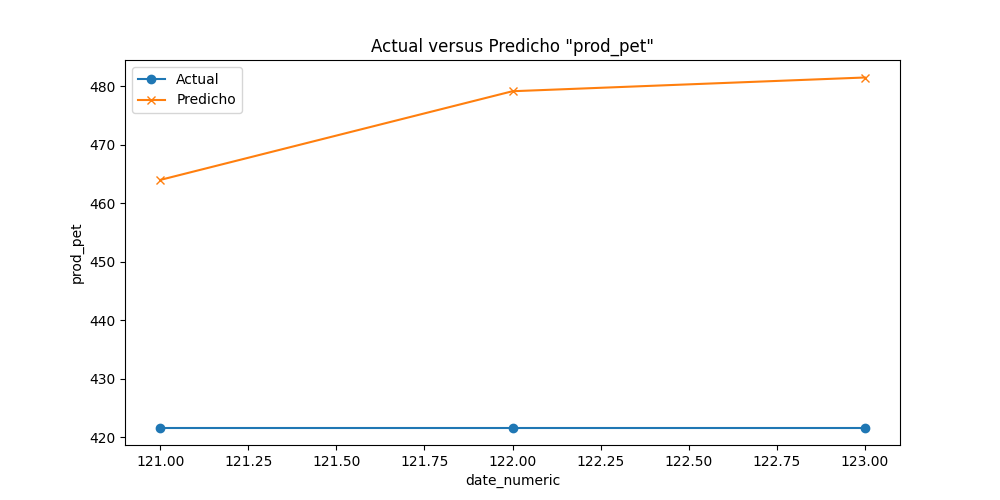 Actual versus Predicho "prod_pet"
Actual
Predicho
480
470
460
450
440
430
420
prod_pet
121.00 121.25 121.50 121.75 122.00 122.25 122.50 122.75 123.00
date_numeric